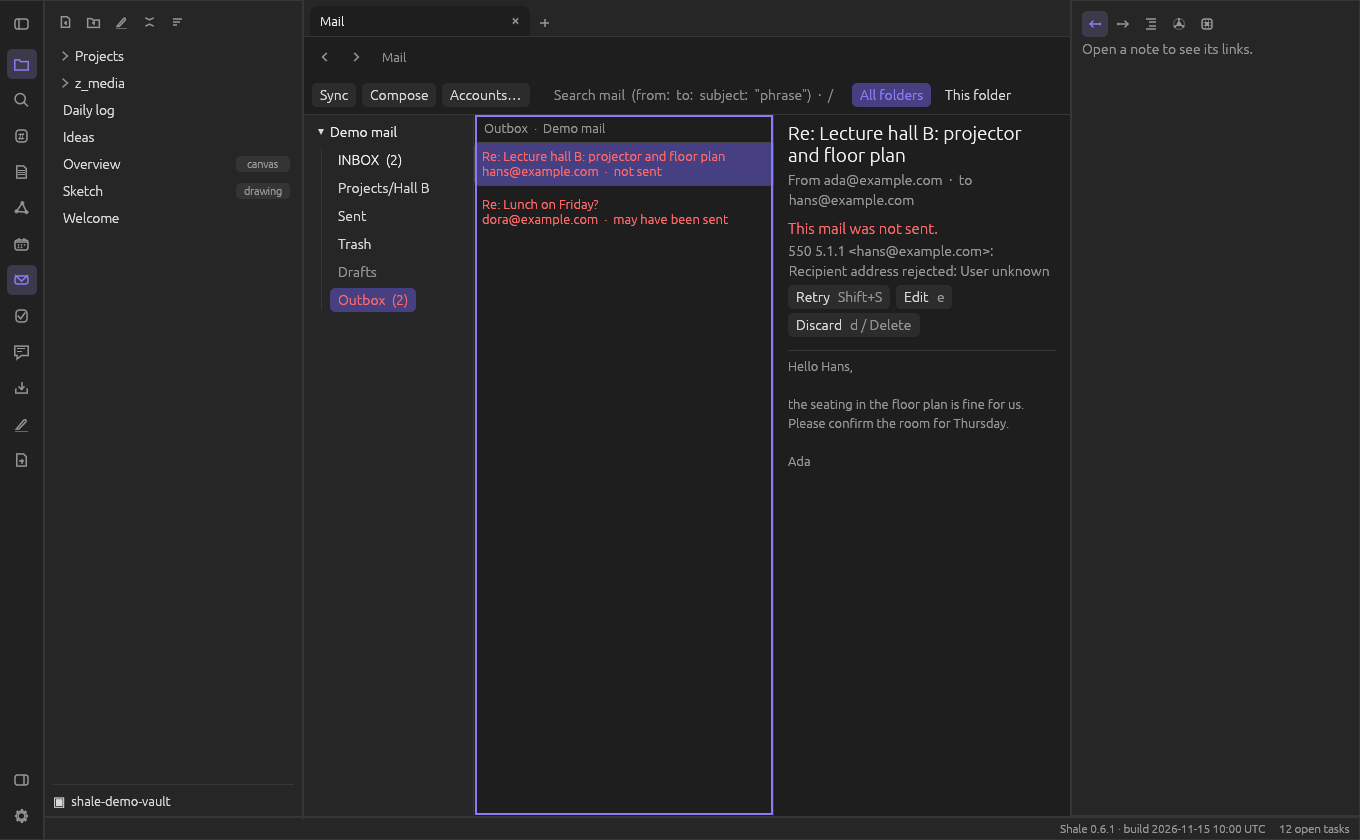 Projects
z_media
Daily log
Ideas
Overview canvas
Sketch drawing
Welcome
shale-demo-vault
Mail
Mail
Sync Compose Accounts… Search mail (from: to: subject: "phrase") · / All folders This folder
Demo mail
INBOX (2)
Projects/Hall B
Sent
Trash
Drafts
Outbox (2)
Outbox · Demo mail
Re: Lecture hall B: projector and floor plan
hans@example.com · not sent
Re: Lunch on Friday?
dora@example.com · may have been sent
Re: Lecture hall B: projector
and floor plan
From ada@example.com · to
hans@example.com
This mail was not sent.
550 5.1.1 <hans@example.com>:
Recipient address rejected: User unknown
Retry Shift+S Edit e
Discard d / Delete
Hello Hans,
the seating in the floor plan is fine for us.
Please confirm the room for Thursday.
Ada
Open a note to see its links.
Shale 0.6.1 · build 2026-11-15 10:00 UTC 12 open tasks